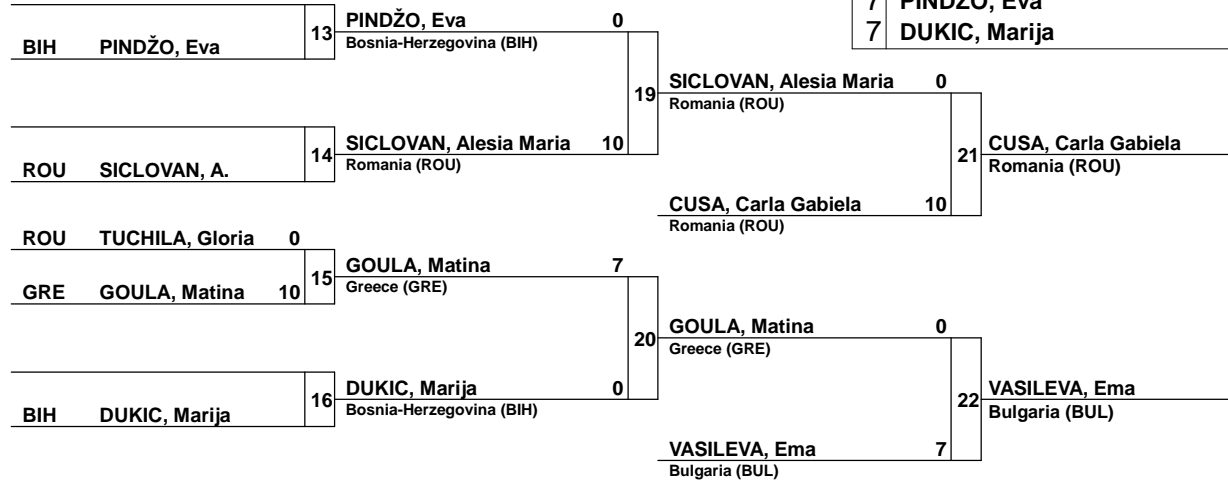 7 PINDŽO, Eva
7 DUKIC, Marija
BIH PINDŽO, Eva
13
PINDŽO, Eva 0
Bosnia-Herzegovina (BIH)
19
SICLOVAN, Alesia Maria 0
Romania (ROU)
ROU SICLOVAN, A.
14
SICLOVAN, Alesia Maria 10
Romania (ROU)
21
CUSA, Carla Gabiela
Romania (ROU)
CUSA, Carla Gabiela 10
Romania (ROU)
ROU TUCHILA, Gloria 0
GRE GOULA, Matina 10
15
GOULA, Matina 7
Greece (GRE)
20
GOULA, Matina 0
Greece (GRE)
BIH DUKIC, Marija
16
DUKIC, Marija 0
Bosnia-Herzegovina (BIH)
22
VASILEVA, Ema
Bulgaria (BUL)
VASILEVA, Ema 7
Bulgaria (BUL)